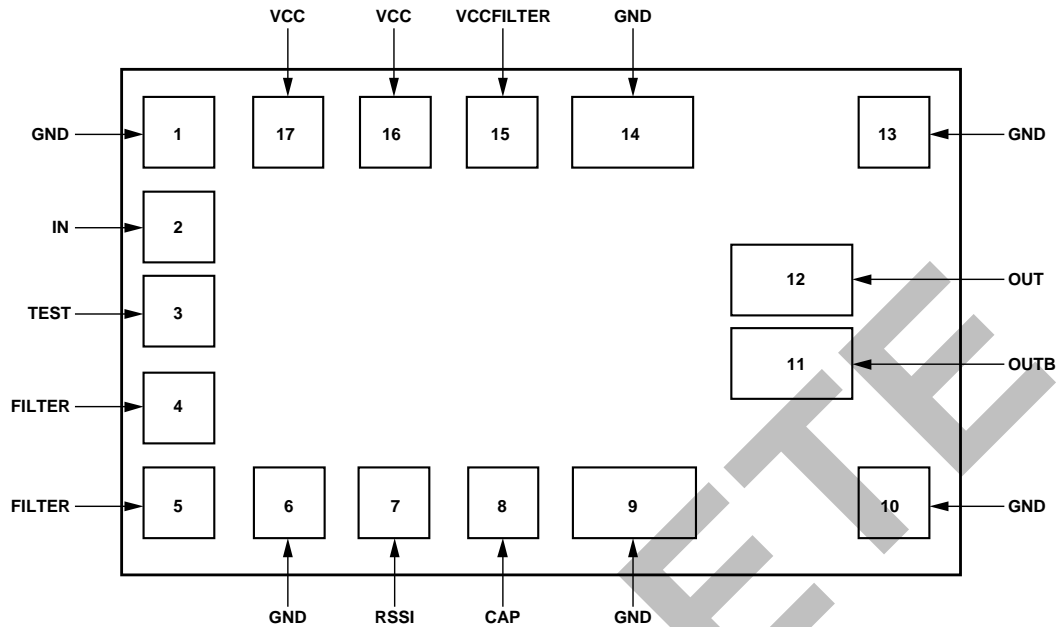 VCC VCC VCCFILTER GND
GND 1 17 16 15 14 13 GND
IN 2
12 OUT
TEST 3
11 OUTB
FILTER 4
FILTER 5 6 7 8 9 10 GND
GND RSSI CAP GND
ETE